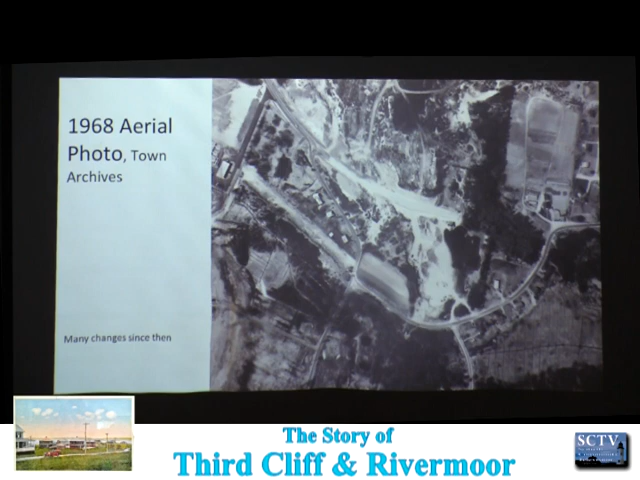 1968 Aerial
Photo, Town
Archives
Many changes since then
The Story of
Third Cliff & Rivermoor
SCTV